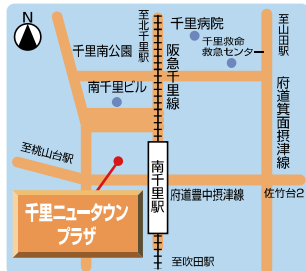 N
至北千里駅
千里病院
千里救命
救急センター
至山田駅
千里南公園
阪急千里線
南千里ビル
府道箕面摂津線
至桃山台駅
南千里駅
府道豊中摂津線
佐竹台2
千里ニュータウン
プラザ
至吹田駅